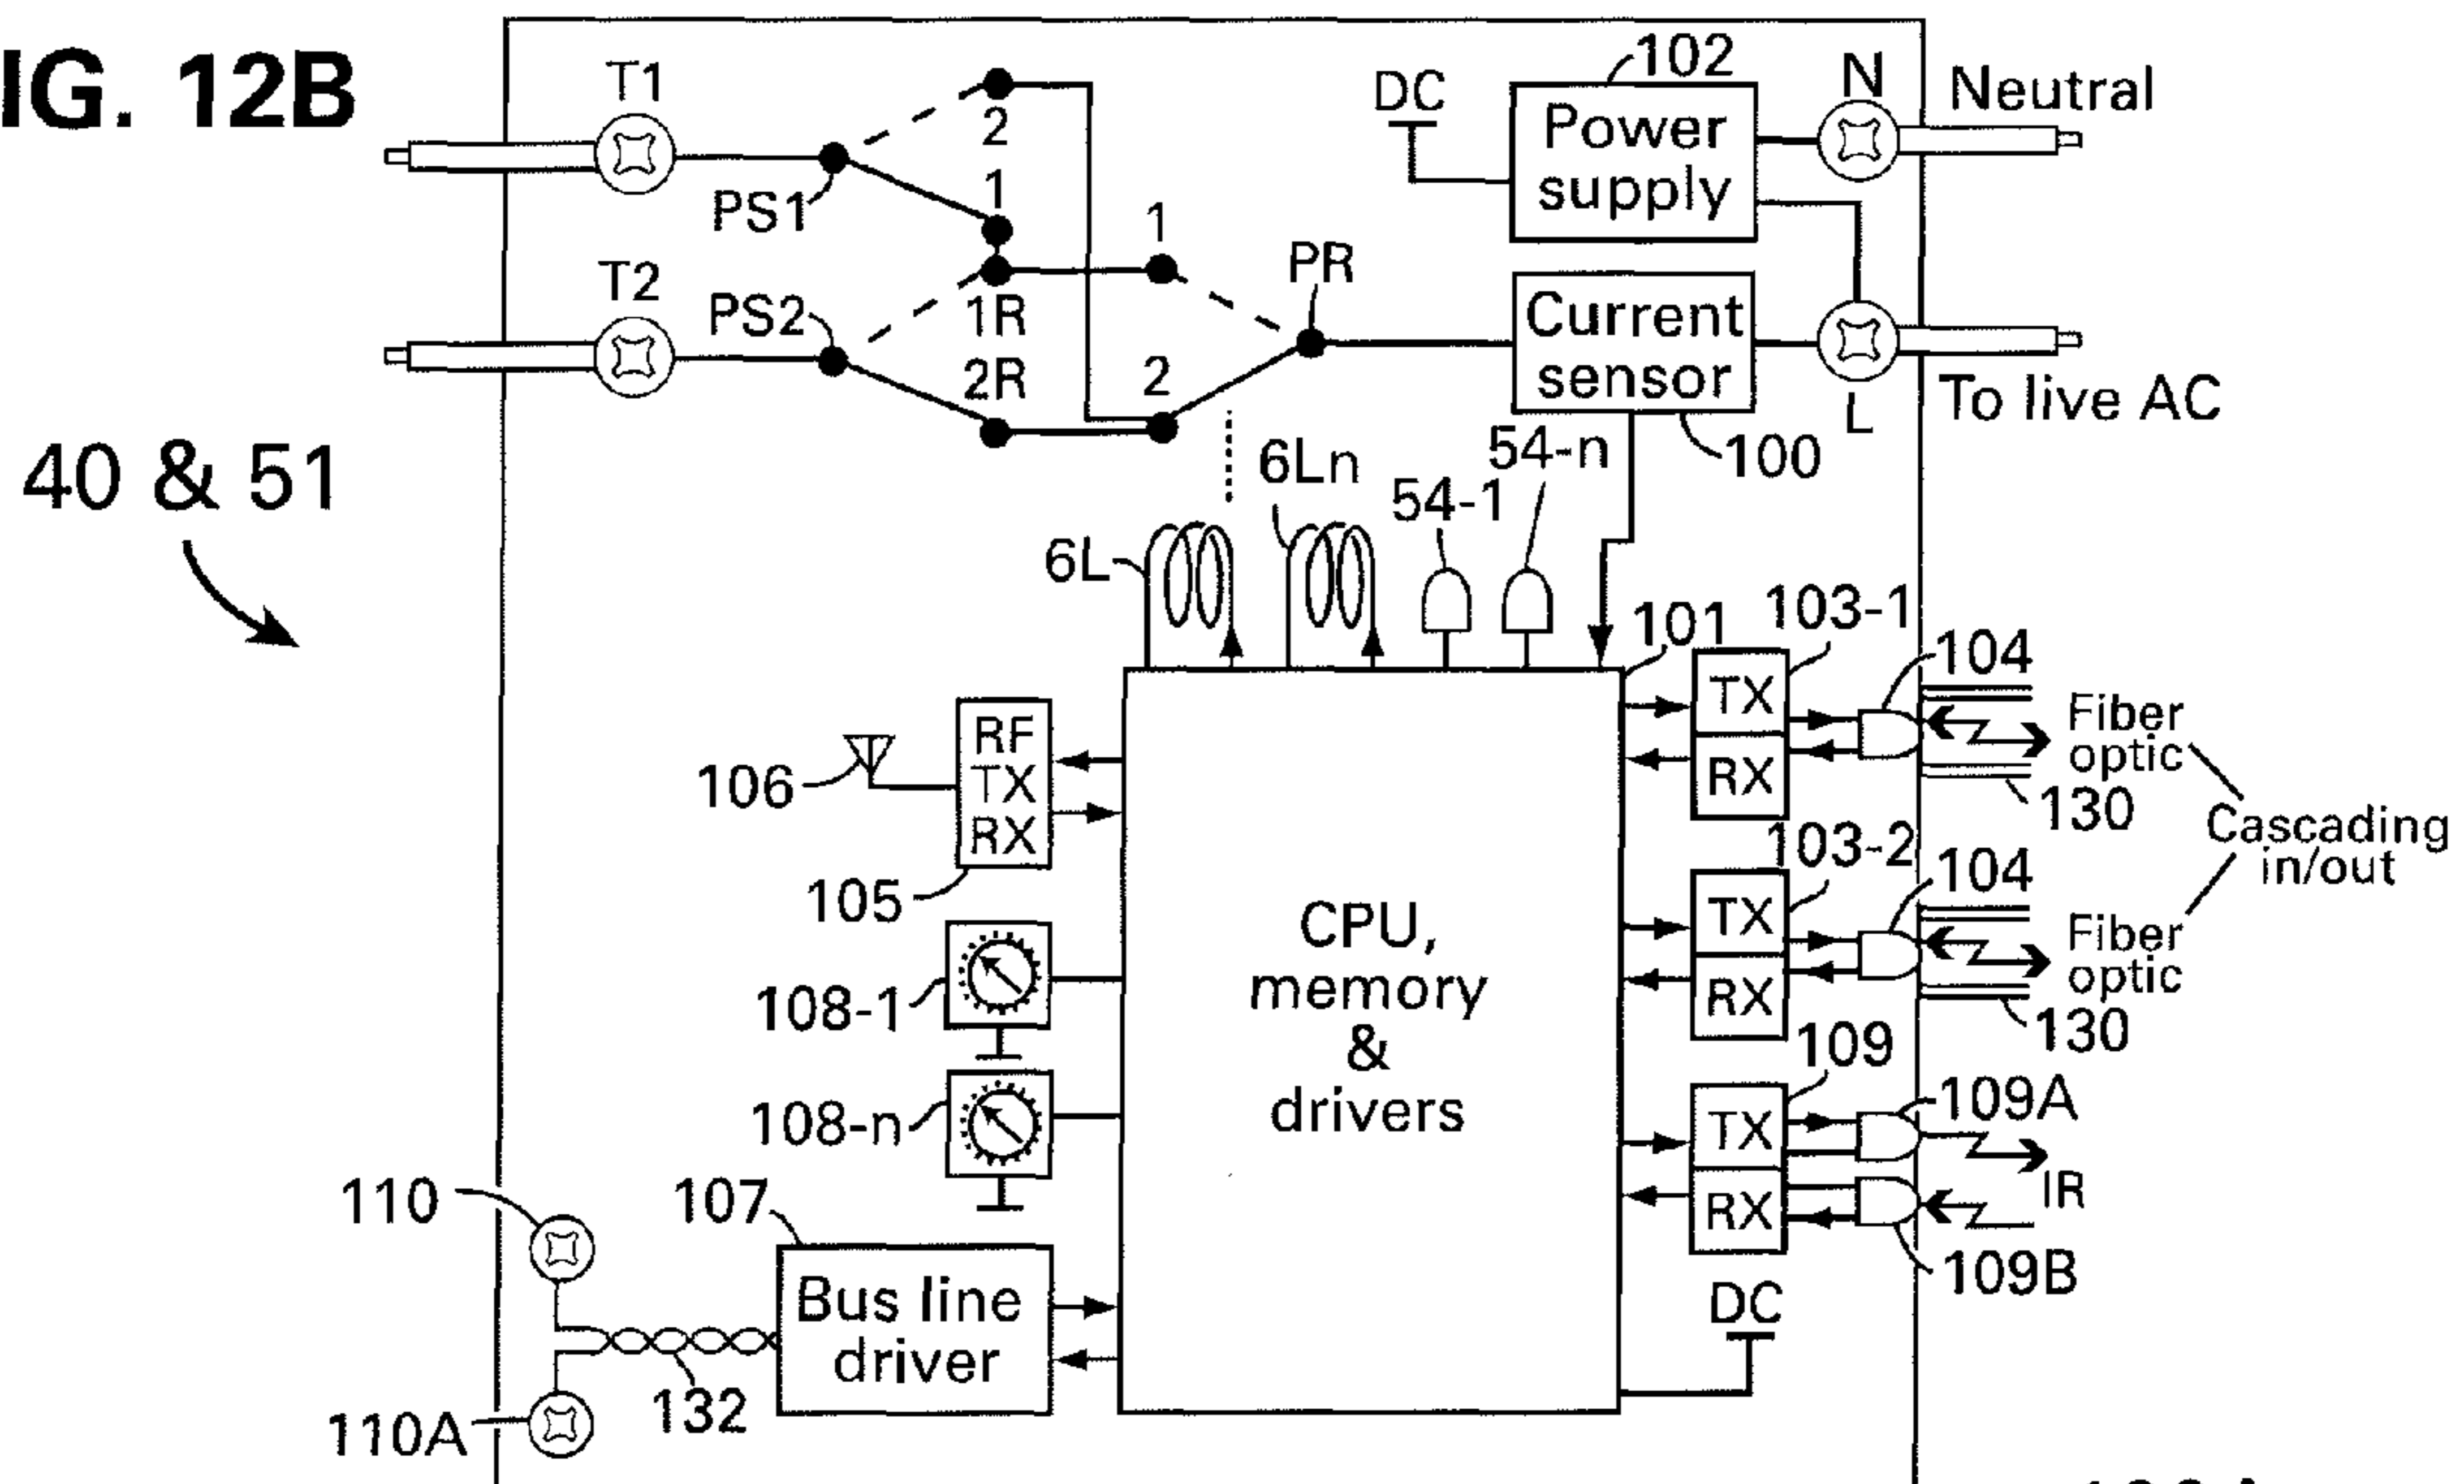 IG. 12B
T1
PS1
2
1
T2
PS2
1R
2R
1
2
PR
DC
102
Power
supply
N
Neutral
Current
sensor
L
To live AC
100
40 & 51
6L
6Ln
54-1
54-n
101
103-1
TX
RX
104
Fiber
optic
130
Cascading
in/out
103-2
TX
RX
104
Fiber
optic
130
109
TX
RX
109A
IR
109B
DC
106
RF
TX
RX
105
108-1
108-n
CPU,
memory
&
drivers
110
107
Bus line
driver
132
110A